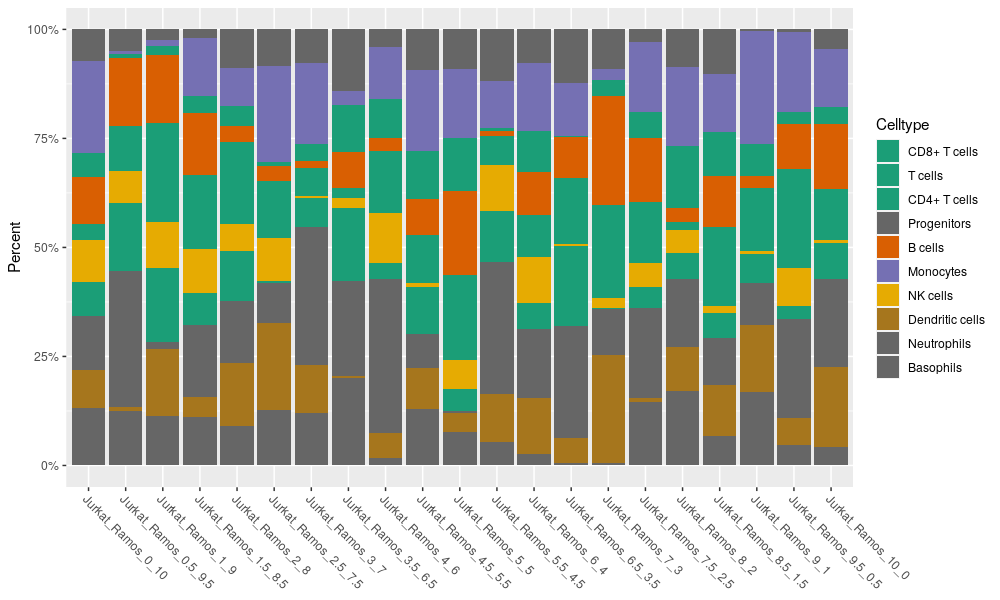 100%
75%
50%
25%
0%
Percent
Jurkat_Ramos_0_10
Jurkat_Ramos_0.5_9.5
Jurkat_Ramos_1_9
Jurkat_Ramos_1.5_8.5
Jurkat_Ramos_2_8
Jurkat_Ramos_2.5_7.5
Jurkat_Ramos_3_7
Jurkat_Ramos_3.5_6.5
Jurkat_Ramos_4_6
Jurkat_Ramos_4.5_5.5
Jurkat_Ramos_5_5
Jurkat_Ramos_5.5_4.5
Jurkat_Ramos_6_4
Jurkat_Ramos_6.5_3.5
Jurkat_Ramos_7_3
Jurkat_Ramos_7.5_2.5
Jurkat_Ramos_8_2
Jurkat_Ramos_8.5_1.5
Jurkat_Ramos_9_1
Jurkat_Ramos_9.5_0.5
Jurkat_Ramos_10_0
Celltype
CD8+ T cells
T cells
CD4+ T cells
Progenitors
B cells
Monocytes
NK cells
Dendritic cells
Neutrophils
Basophils